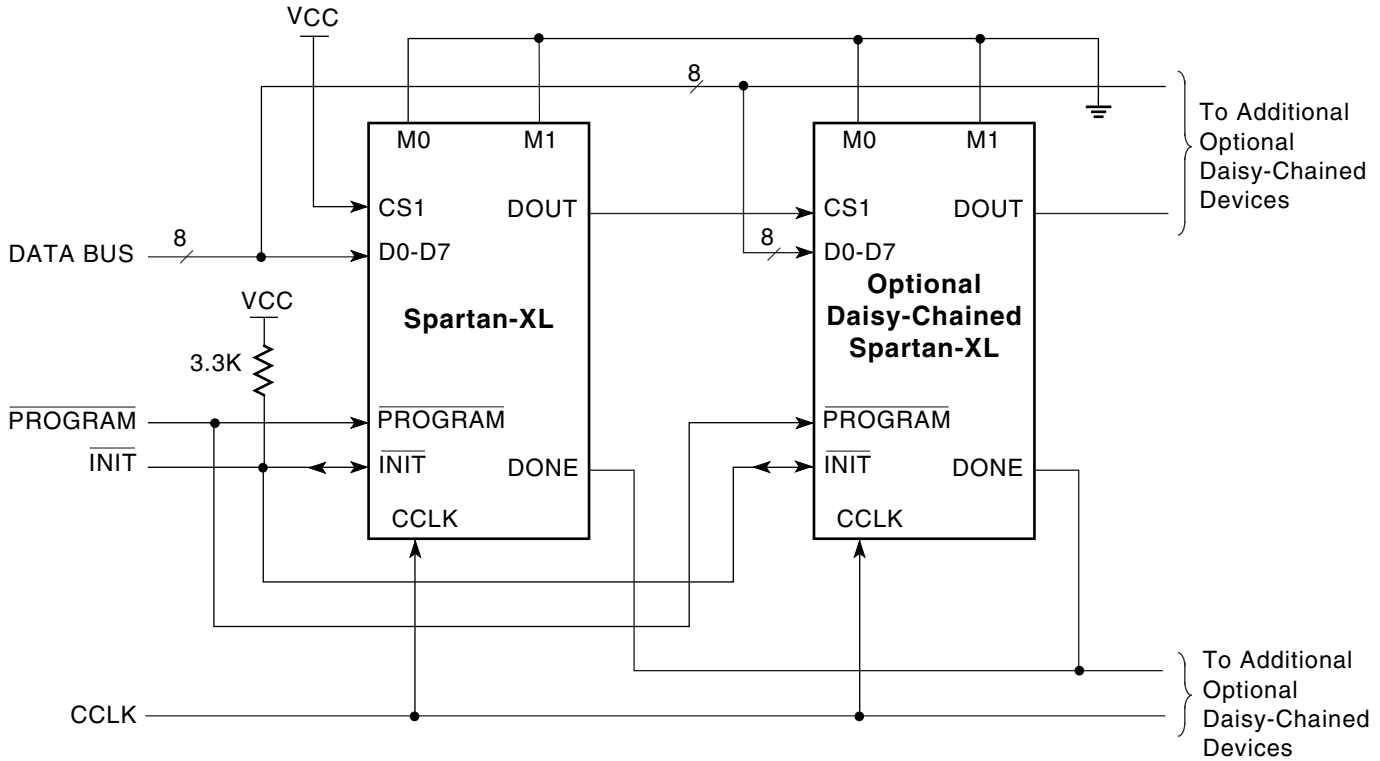 VCC
8
M0
M1
M0
M1
To Additional
Optional
Daisy-Chained
Devices
CS1
DOUT
CS1
DOUT
DATA BUS
8
D0-D7
8
D0-D7
VCC
3.3K
Spartan-XL
Optional
Daisy-Chained
Spartan-XL
PROGRAM
PROGRAM
PROGRAM
INIT
INIT
DONE
INIT
DONE
CCLK
CCLK
CCLK
To Additional
Optional
Daisy-Chained
Devices